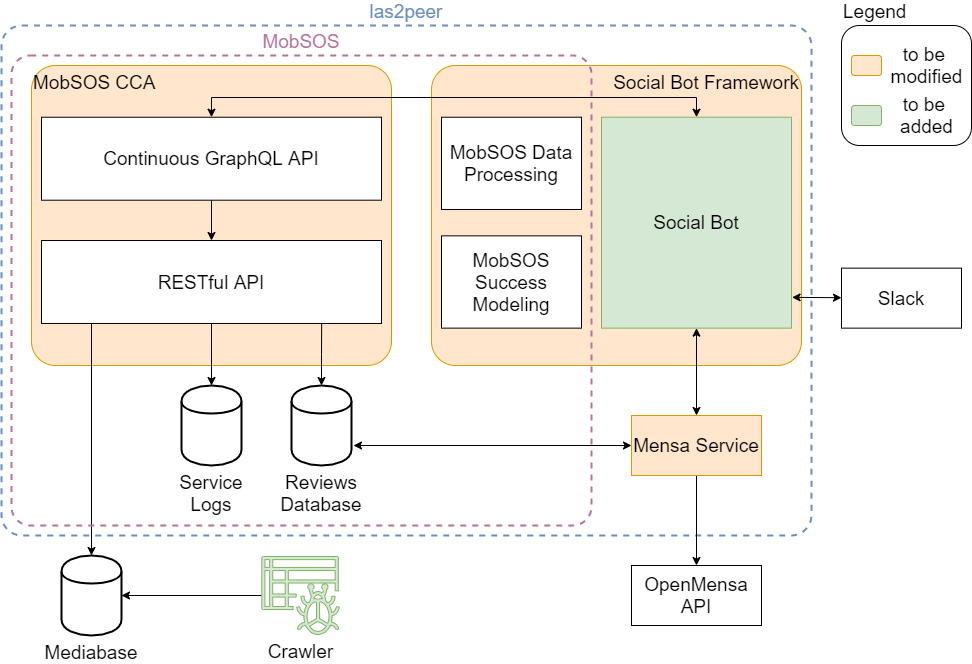 las2peer
Legend
MobSOS
to be
modified
to be
added
MobSOS CCA
Social Bot Framework
Continuous GraphQL API
MobSOS Data
Processing
Social Bot
RESTful API
MobSOS
Success
Modeling
Slack
Mensa Service
Service
Logs
Reviews
Database
OpenMensa
API
Mediabase
Crawler